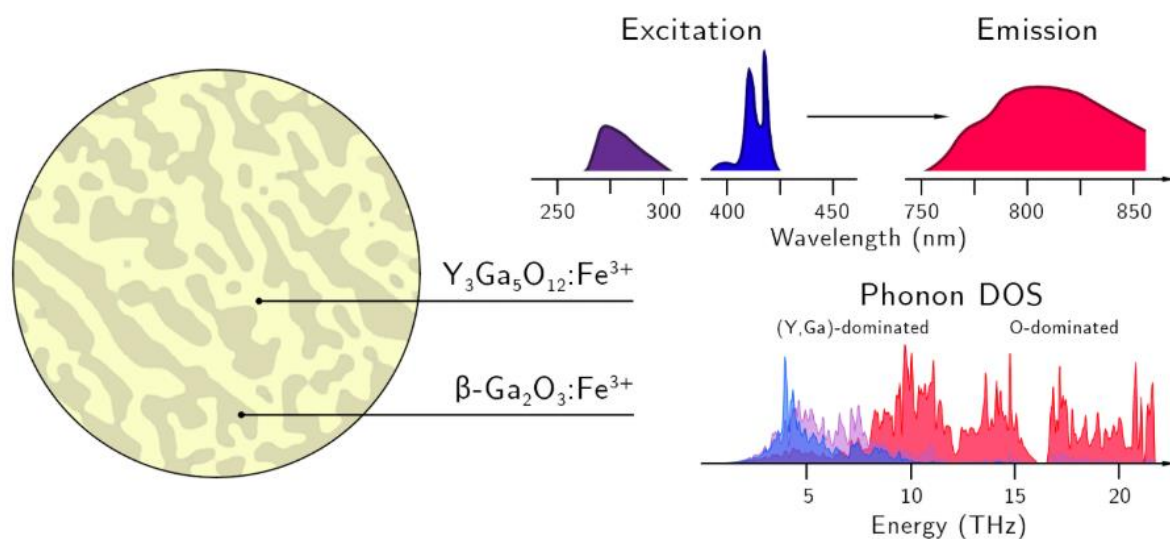 Excitation
Emission
250 300 400 450 750 800 850
Wavelength (nm)
Y₃Ga₅O₁₂:Fe³⁺
β-Ga₂O₃:Fe³⁺
Phonon DOS
(Y,Ga)-dominated O-dominated
5 10 15 20
Energy (THz)